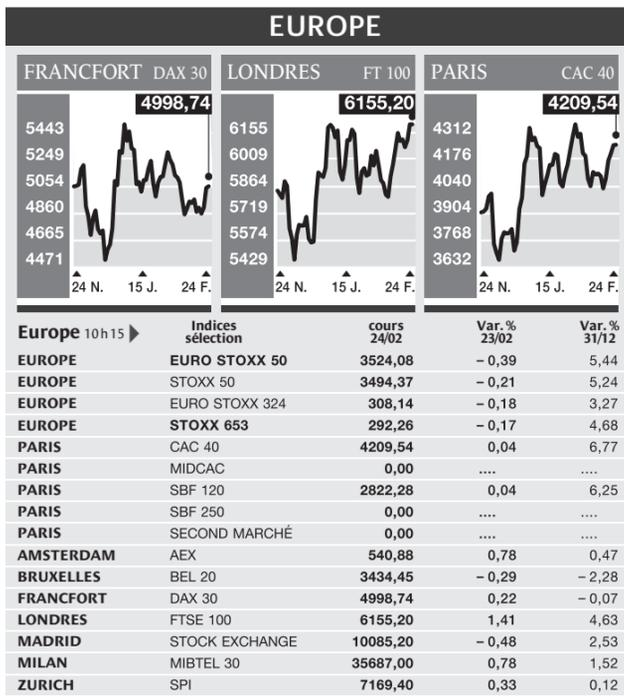 EUROPE
FRANCFORT DAX 30
4998,74
5443
5249
5054
4860
4665
4471
24 N. 15 J. 24 F.
LONDRES FT 100
6155,20
6155
6009
5864
5719
5574
5429
24 N. 15 J. 24 F.
PARIS CAC 40
4209,54
4312
4176
4040
3904
3768
3632
24 N. 15 J. 24 F.
Europe 10h15 Indices sélection cours 24/02 Var. % 23/02 Var. % 31/12
EUROPE EURO STOXX 50 3524,08 – 0,39 5,44
EUROPE STOXX 50 3494,37 – 0,21 5,24
EUROPE EURO STOXX 324 308,14 – 0,18 3,27
EUROPE STOXX 653 292,26 – 0,17 4,68
PARIS CAC 40 4209,54 0,04 6,77
PARIS MIDCAC 0,00 .... ....
PARIS SBF 120 2822,28 0,04 6,25
PARIS SBF 250 0,00 .... ....
PARIS SECOND MARCHÉ 0,00 .... ....
AMSTERDAM AEX 540,88 0,78 0,47
BRUXELLES BEL 20 3434,45 – 0,29 – 2,28
FRANCFORT DAX 30 4998,74 0,22 – 0,07
LONDRES FTSE 100 6155,20 1,41 4,63
MADRID STOCK EXCHANGE 10085,20 – 0,48 2,53
MILAN MIBTEL 30 35687,00 0,78 1,52
ZURICH SPI 7169,40 0,33 0,12